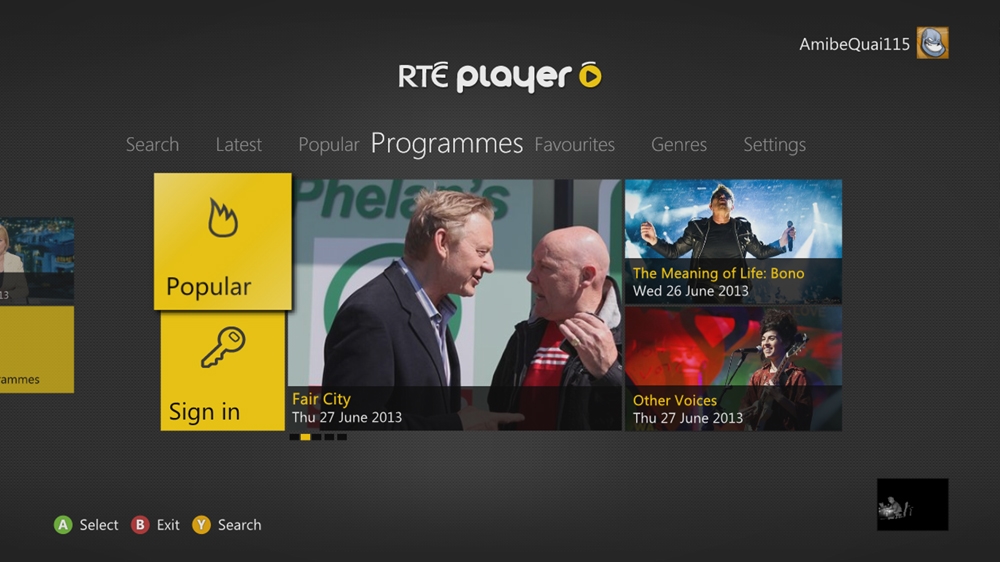 AmibeQuai115
RTÉ player
Search Latest Popular Programmes Favourites Genres Settings
Phelan's
Popular
Sign in
Fair City
Thu 27 June 2013
The Meaning of Life: Bono
Wed 26 June 2013
Other Voices
Thu 27 June 2013
13
rammes
A Select B Exit Y Search